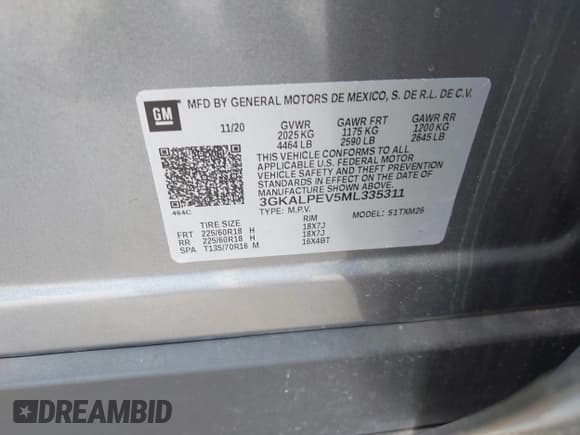 GM
MFD BY GENERAL MOTORS DE MEXICO, S. DE R.L. DE C.V.
11/20 GVWR GAWR FRT GAWR RR
2025 KG 1175 KG 1200 KG
4464 LB 2590 LB 2645 LB
THIS VEHICLE CONFORMS TO ALL
APPLICABLE U.S. FEDERAL MOTOR
VEHICLE SAFETY AND THEFT PREVENTION
STANDARDS IN EFFECT ON THE DATE OF
MANUFACTURE SHOWN ABOVE.
3GKALPEV5ML335311
464C TYPE: M.P.V. MODEL: 51TXM26
TIRE SIZE RIM
FRT 225/60R18 H 18X7J
RR 225/60R18 H 18X7J
SPA T135/70R16 M 16X4BT
DREAMBID